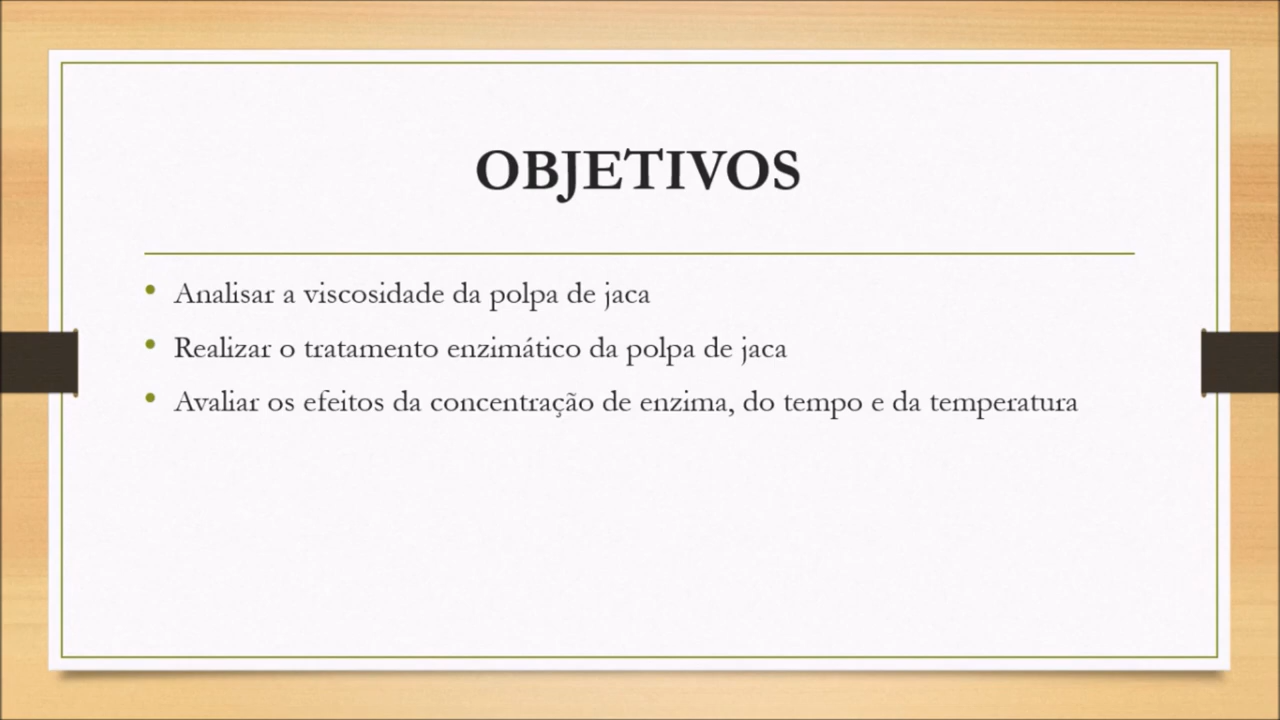 OBJETIVOS
• Analisar a viscosidade da polpa de jaca
• Realizar o tratamento enzimático da polpa de jaca
• Avaliar os efeitos da concentração de enzima, do tempo e da temperatura